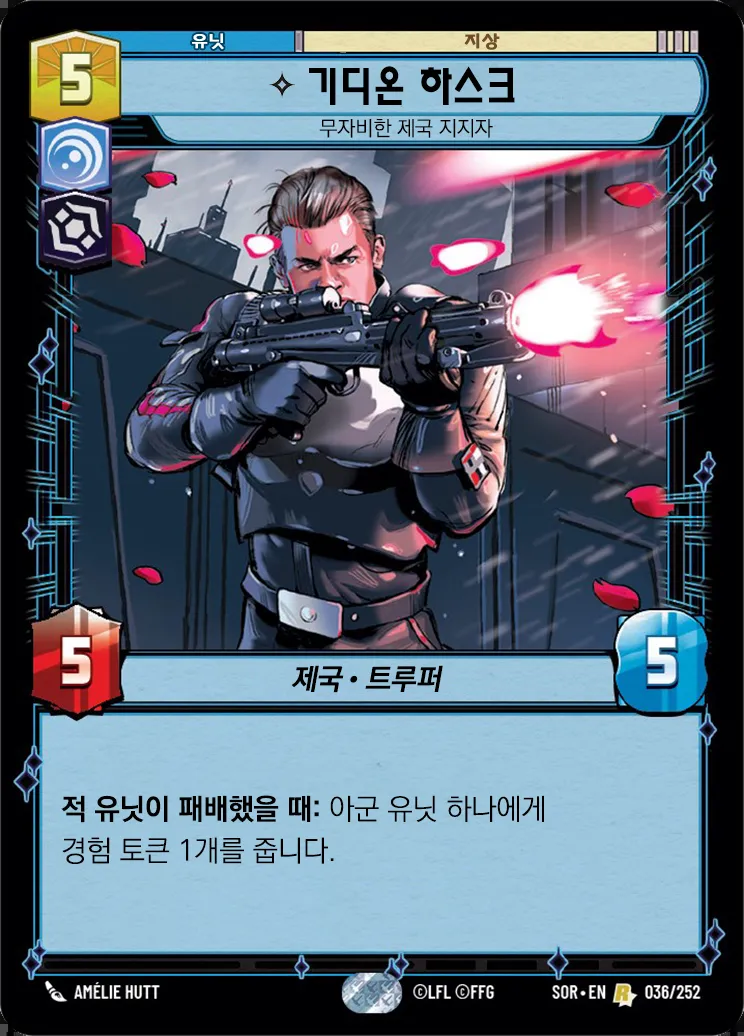 유닛
지상
5
✧ 기디온 하스크
무자비한 제국 지지자
5
5
제국 • 트루퍼
적 유닛이 패배했을 때: 아군 유닛 하나에게
경험 토큰 1개를 줍니다.
AMÉLIE HUTT
©LFL ©FFG
SOR • EN R 036/252